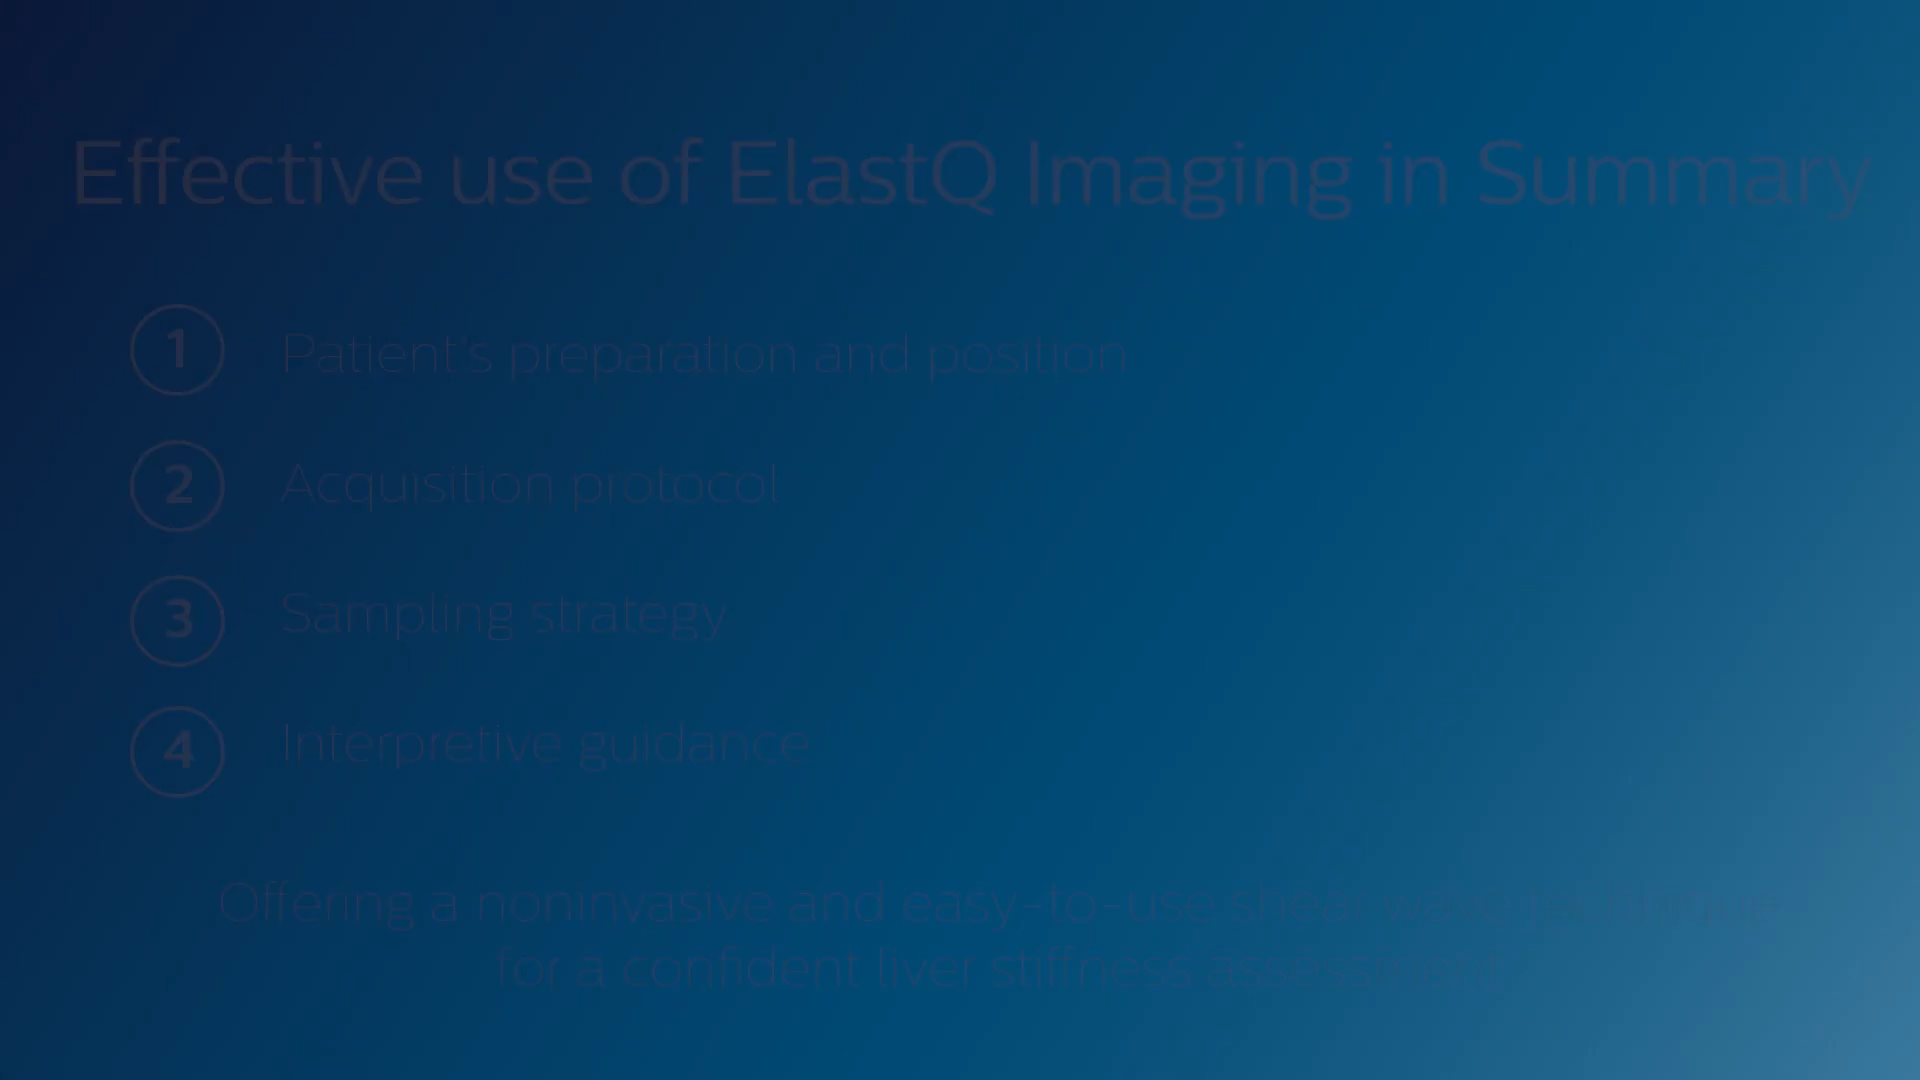 Effective use of ElastQ Imaging in Summary
1 Patient's preparation and position
2 Acquisition protocol
3 Sampling strategy
4 Interpretive guidance
Offering a noninvasive and easy-to-use shear wave technique
for a confident liver stiffness assessment